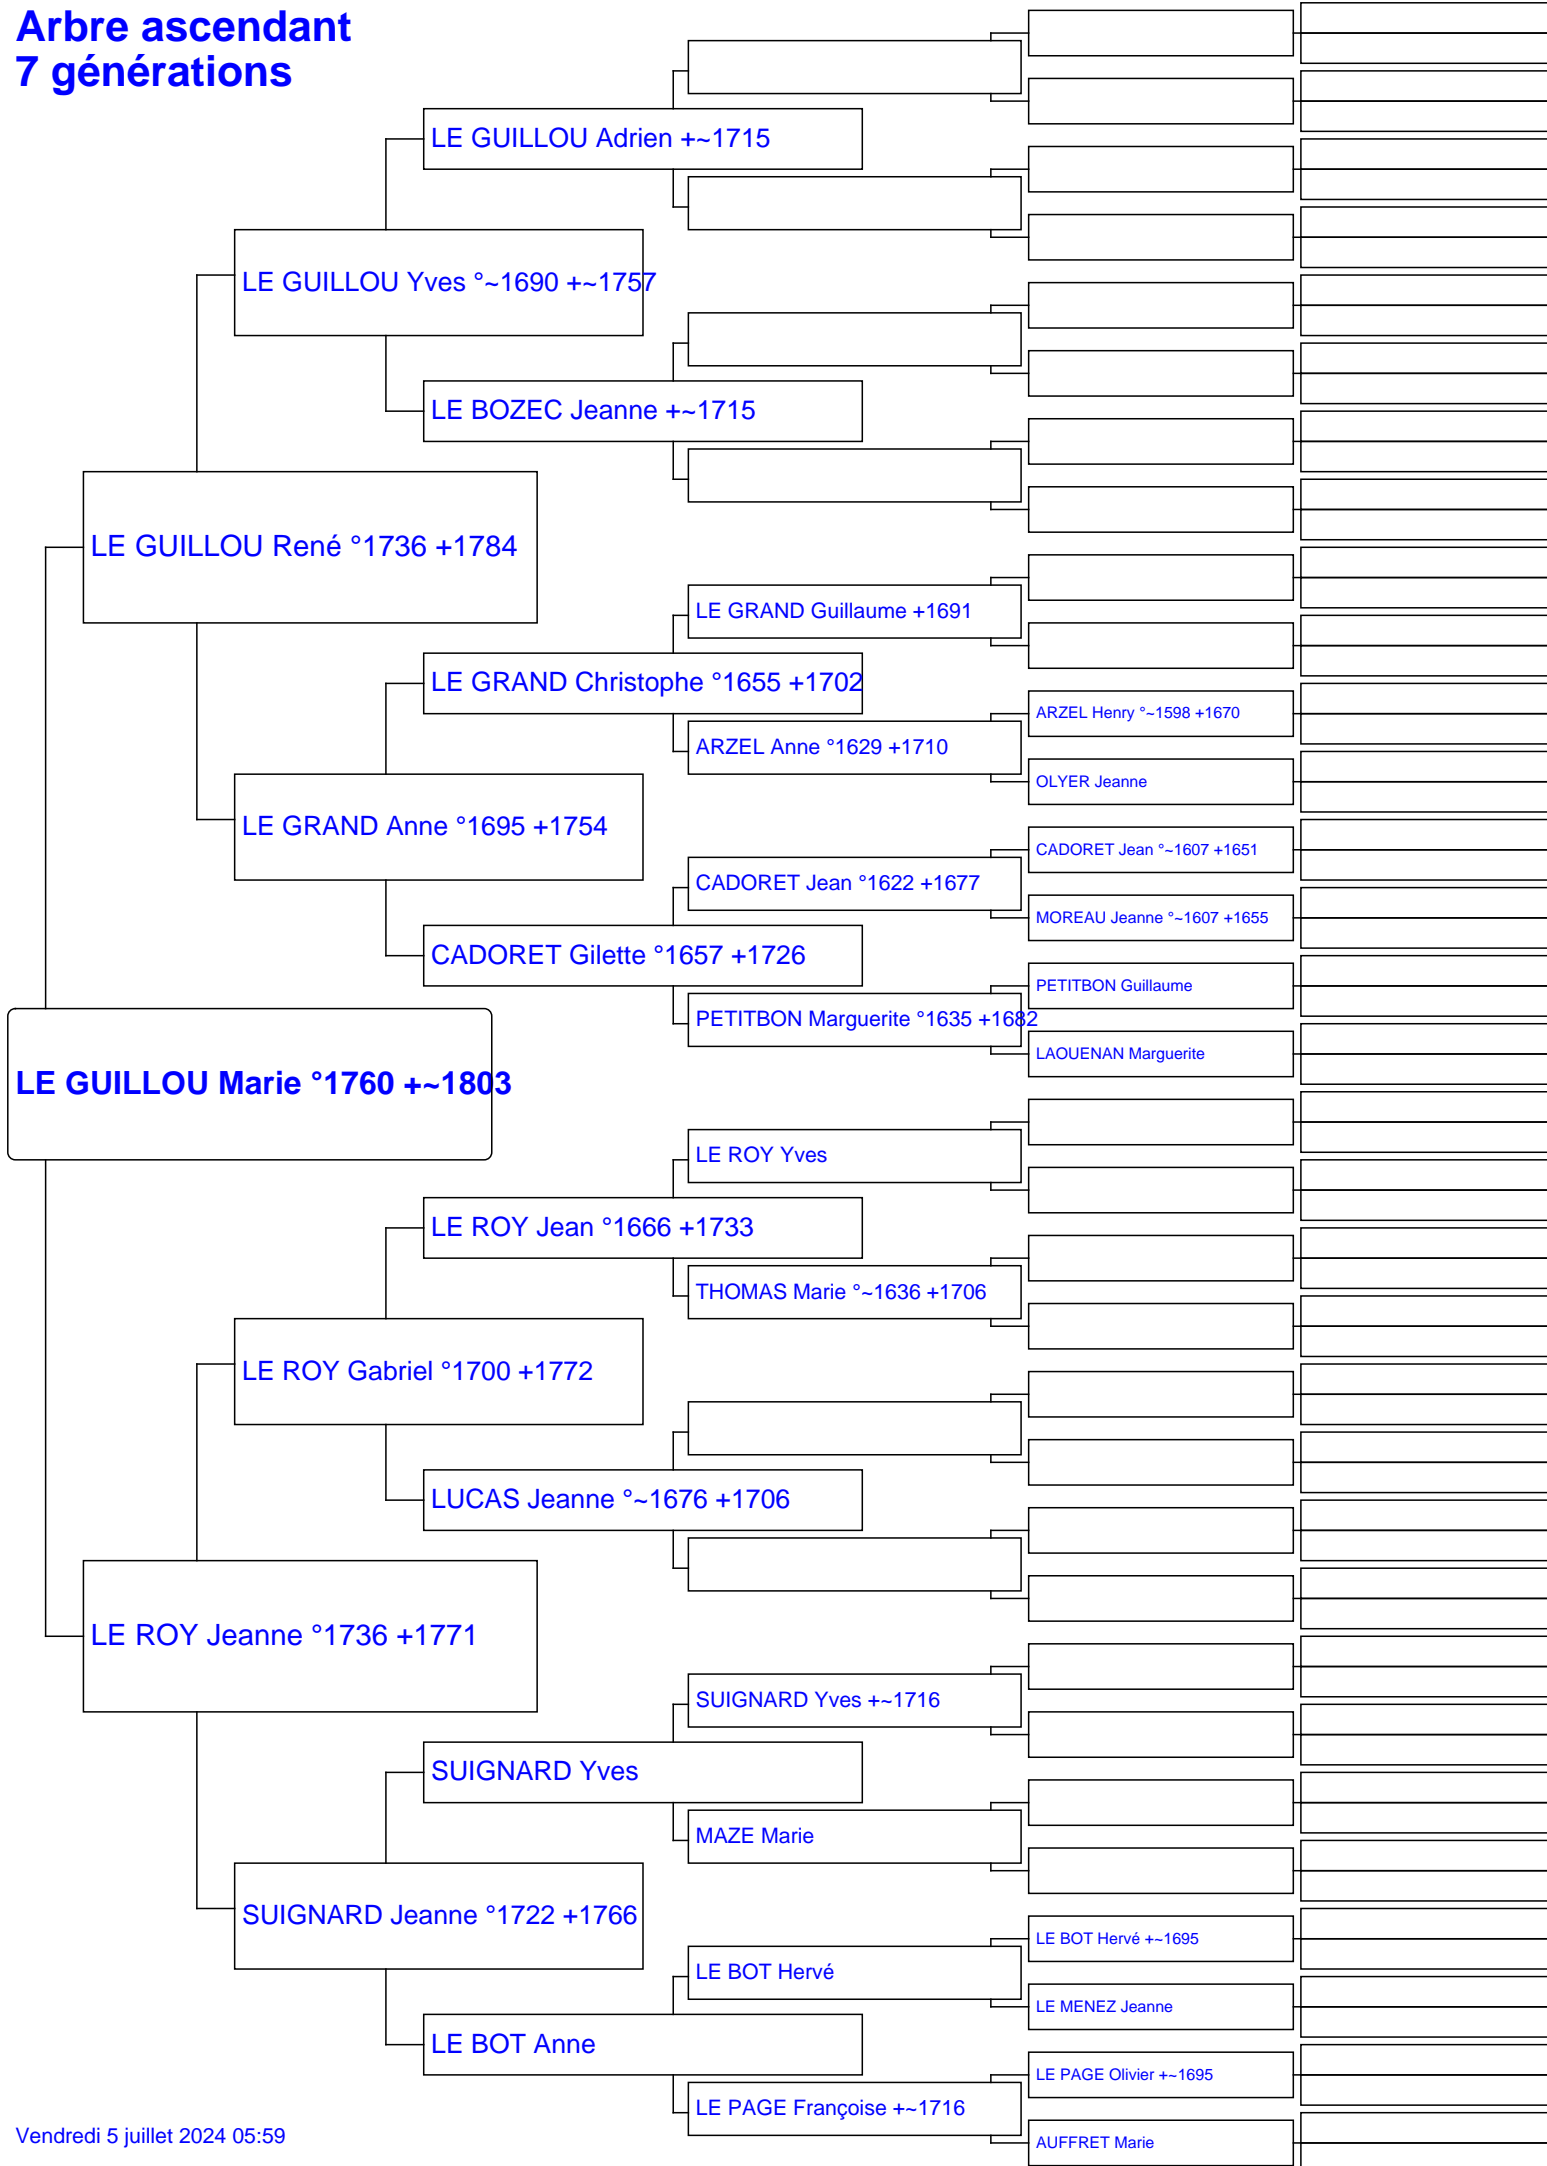 Arbre ascendant
7 générations
LE GUILLOU Adrien +~1715
LE GUILLOU Yves °~1690 +~1757
LE BOZEC Jeanne +~1715
LE GUILLOU René °1736 +1784
LE GRAND Guillaume +1691
LE GRAND Christophe °1655 +1702
ARZEL Henry °~1598 +1670
ARZEL Anne °1629 +1710
OLYER Jeanne
LE GRAND Anne °1695 +1754
CADORET Jean °~1607 +1651
CADORET Jean °1622 +1677
MOREAU Jeanne °~1607 +1655
CADORET Gilette °1657 +1726
PETITBON Guillaume
PETITBON Marguerite °1635 +1682
LAOUENAN Marguerite
LE GUILLOU Marie °1760 +~1803
LE ROY Yves
LE ROY Jean °1666 +1733
THOMAS Marie °~1636 +1706
LE ROY Gabriel °1700 +1772
LUCAS Jeanne °~1676 +1706
LE ROY Jeanne °1736 +1771
SUIGNARD Yves +~1716
SUIGNARD Yves
MAZE Marie
SUIGNARD Jeanne °1722 +1766
LE BOT Hervé +~1695
LE BOT Hervé
LE MENEZ Jeanne
LE BOT Anne
LE PAGE Olivier +~1695
LE PAGE Françoise +~1716
AUFFRET Marie
Vendredi 5 juillet 2024 05:59